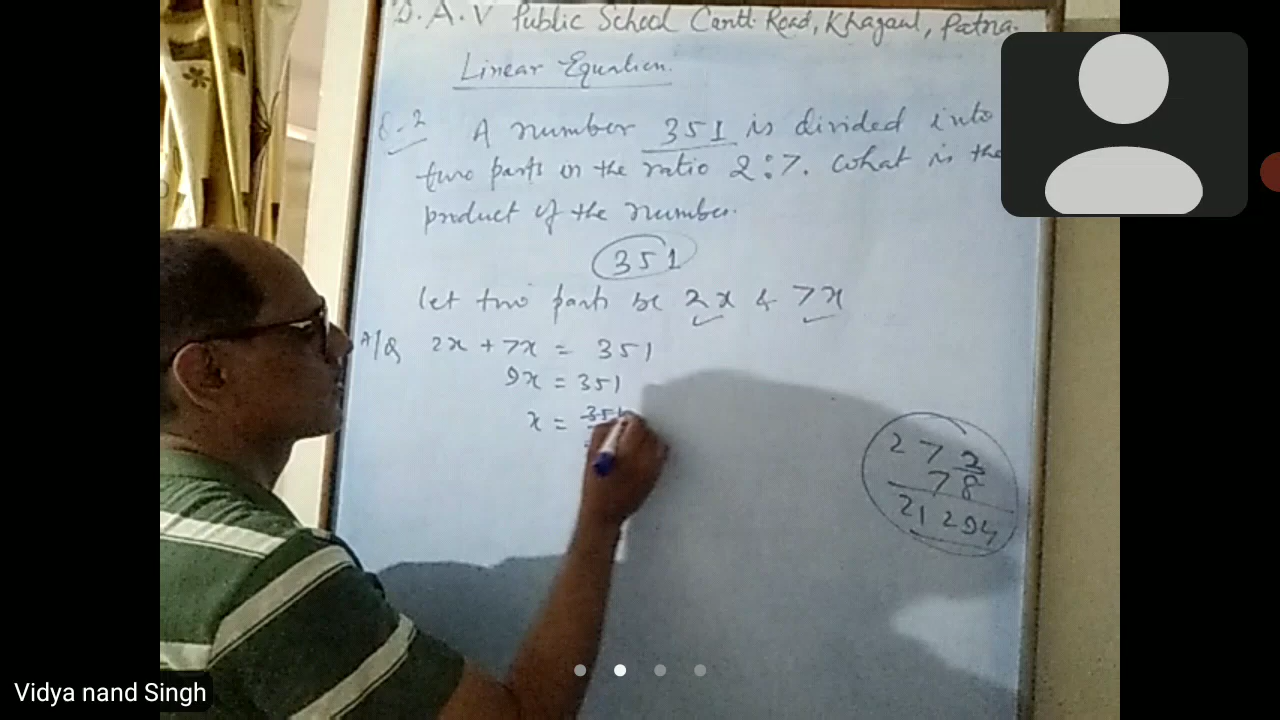 D.A.V Public School Cantt. Road, Khagaul, Patna.
Linear Equation.
Q-2 A number 351 is divided into
two parts in the ratio 2:7. What is the
product of the number.
351
let two parts be 2x & 7x
A/Q 2x + 7x = 351
9x = 351
x = 351
272
78
21294
Vidya nand Singh